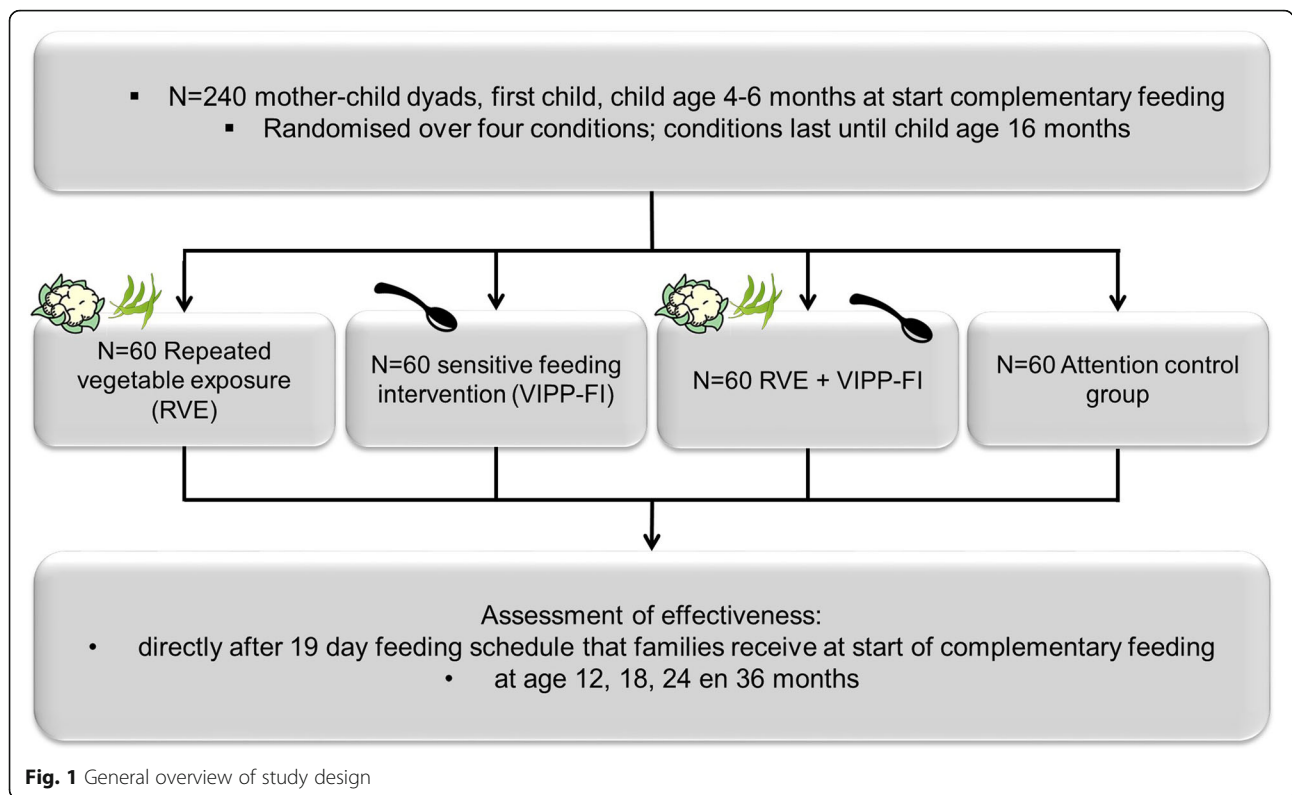 ▪ N=240 mother-child dyads, first child, child age 4-6 months at start complementary feeding
▪ Randomised over four conditions; conditions last until child age 16 months
N=60 Repeated
vegetable exposure
(RVE)
N=60 sensitive feeding
intervention (VIPP-FI)
N=60 RVE + VIPP-FI
N=60 Attention control
group
Assessment of effectiveness:
• directly after 19 day feeding schedule that families receive at start of complementary feeding
• at age 12, 18, 24 en 36 months
Fig. 1 General overview of study design